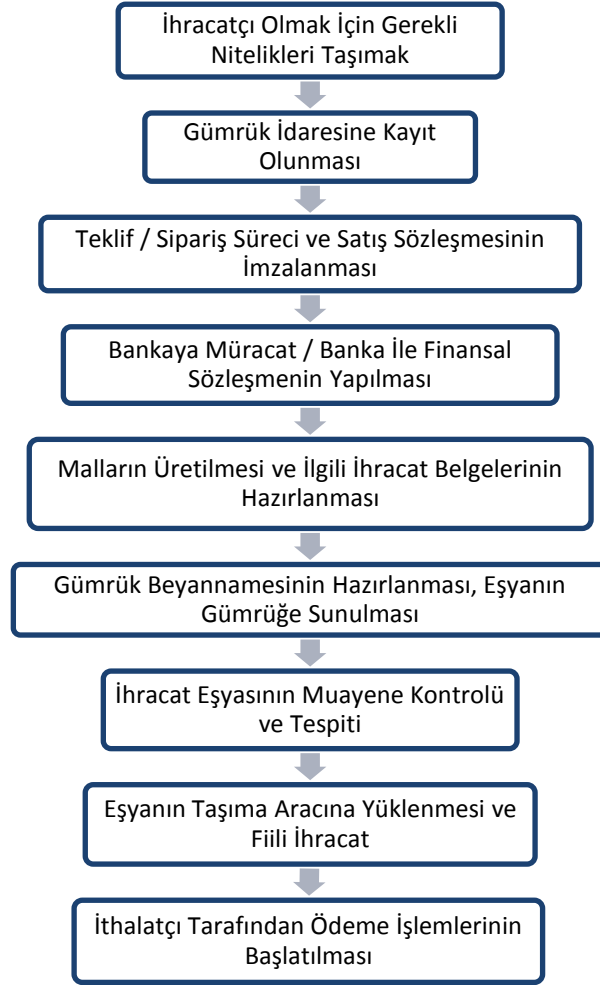 İhracatçı Olmak İçin Gerekli
Nitelikleri Taşımak
Gümrük İdaresine Kayıt
Olunması
Teklif / Sipariş Süreci ve Satış Sözleşmesinin
İmzalanması
Bankaya Müracat / Banka İle Finansal
Sözleşmenin Yapılması
Malların Üretilmesi ve İlgili İhracat Belgelerinin
Hazırlanması
Gümrük Beyannamesinin Hazırlanması, Eşyanın
Gümrüğe Sunulması
İhracat Eşyasının Muayene Kontrolü
ve Tespiti
Eşyanın Taşıma Aracına Yüklenmesi ve
Fiili İhracat
İthalatçı Tarafından Ödeme İşlemlerinin
Başlatılması